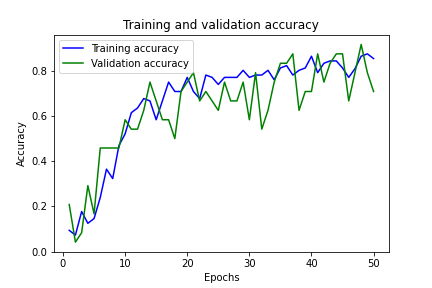 Training and validation accuracy
Training accuracy
Validation accuracy
0.8
0.6
0.4
0.2
0.0
Accuracy
0 10 20 30 40 50
Epochs